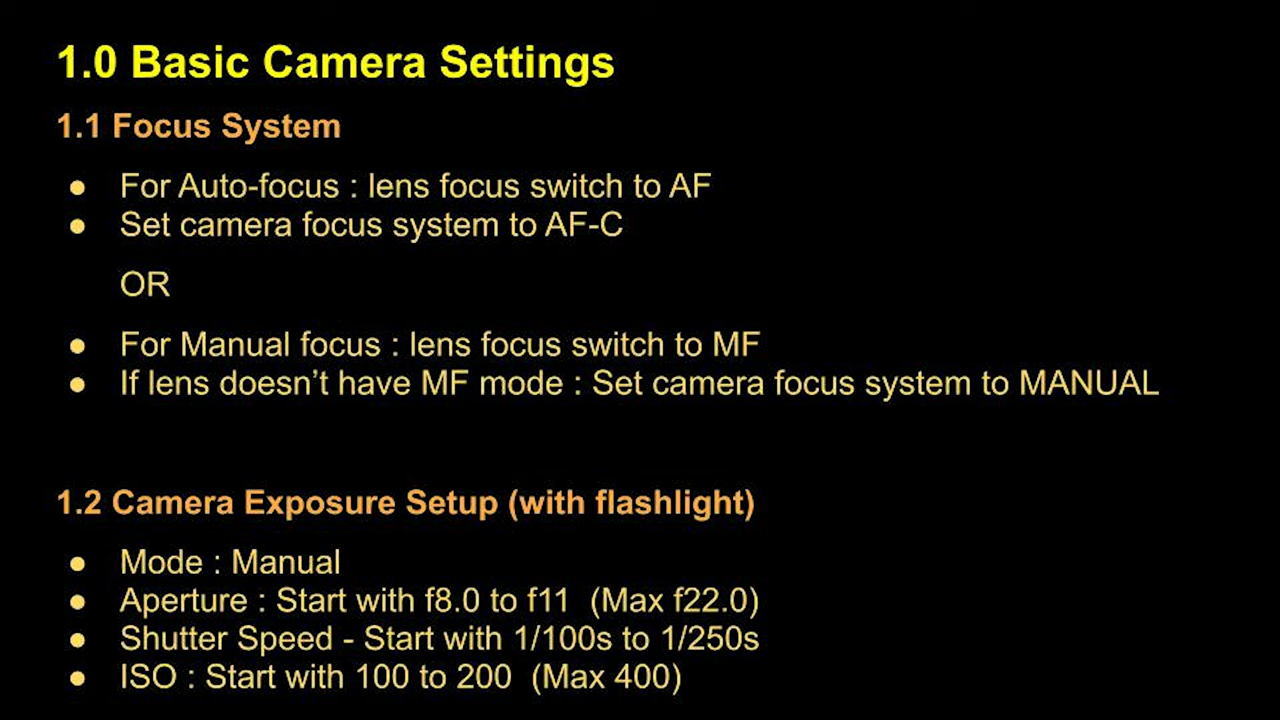 1.0 Basic Camera Settings
1.1 Focus System
● For Auto-focus : lens focus switch to AF
● Set camera focus system to AF-C
OR
● For Manual focus : lens focus switch to MF
● If lens doesn’t have MF mode : Set camera focus system to MANUAL
1.2 Camera Exposure Setup (with flashlight)
● Mode : Manual
● Aperture : Start with f8.0 to f11 (Max f22.0)
● Shutter Speed - Start with 1/100s to 1/250s
● ISO : Start with 100 to 200 (Max 400)